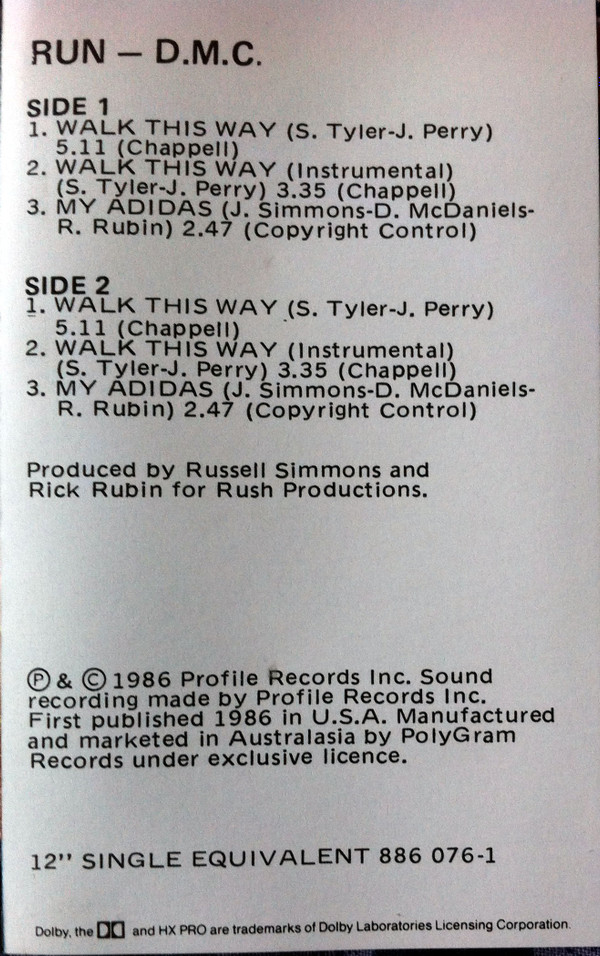 RUN — D.M.C.
SIDE 1
1. WALK THIS WAY (S. Tyler-J. Perry)
5.11 (Chappell)
2. WALK THIS WAY (Instrumental)
(S. Tyler-J. Perry) 3.35 (Chappell)
3. MY ADIDAS (J. Simmons-D. McDaniels-
R. Rubin) 2.47 (Copyright Control)
SIDE 2
1. WALK THIS WAY (S. Tyler-J. Perry)
5.11 (Chappell)
2. WALK THIS WAY (Instrumental)
(S. Tyler-J. Perry) 3.35 (Chappell)
3. MY ADIDAS (J. Simmons-D. McDaniels-
R. Rubin) 2.47 (Copyright Control)
Produced by Russell Simmons and
Rick Rubin for Rush Productions.
Ⓟ & © 1986 Profile Records Inc. Sound
recording made by Profile Records Inc.
First published 1986 in U.S.A. Manufactured
and marketed in Australasia by PolyGram
Records under exclusive licence.
12’’ SINGLE EQUIVALENT 886 076-1
Dolby, the and HX PRO are trademarks of Dolby Laboratories Licensing Corporation.